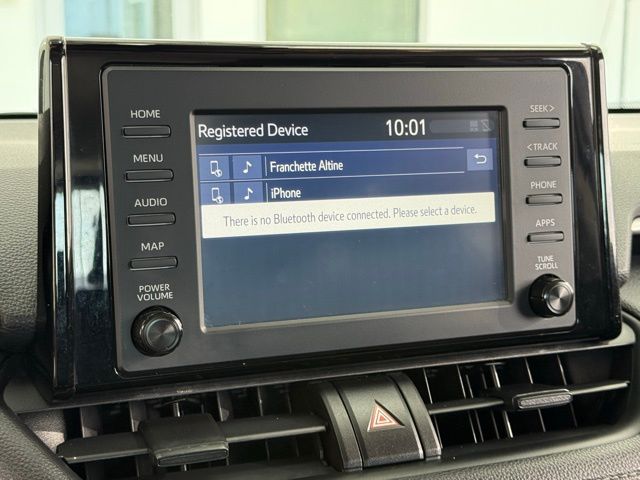 HOME
MENU
AUDIO
MAP
POWER
VOLUME
Registered Device 10:01
Franchette Altine
iPhone
There is no Bluetooth device connected. Please select a device.
SEEK >
< TRACK
PHONE
APPS
TUNE
SCROLL